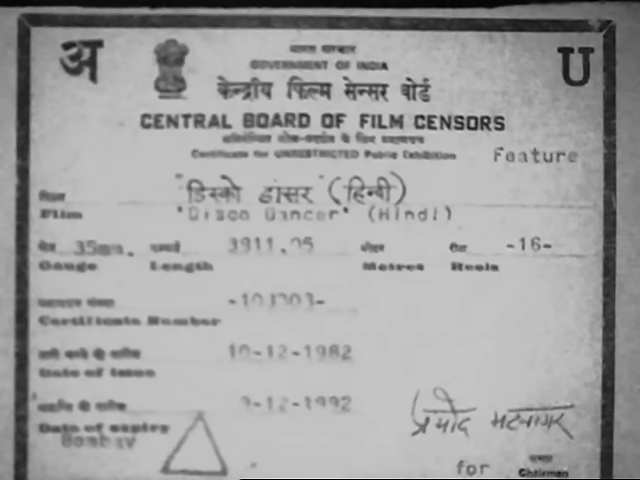 अ U
भारत सरकार
GOVERNMENT OF INDIA
केन्द्रीय फिल्म सेन्सर बोर्ड
CENTRAL BOARD OF FILM CENSORS
Certificate for UNRESTRICTED Public Exhibition Feature
"डिस्को डांसर" (हिन्दी)
Film "Disco Dancer" (Hindi)
35mm. 3911.05 -16-
Gauge Length Metres Reels
Certificate Number
10-12-1982
Date of Issue
9-12-1992
Date of expiry
Bombay
प्रमोद भटनागर
for Chairman